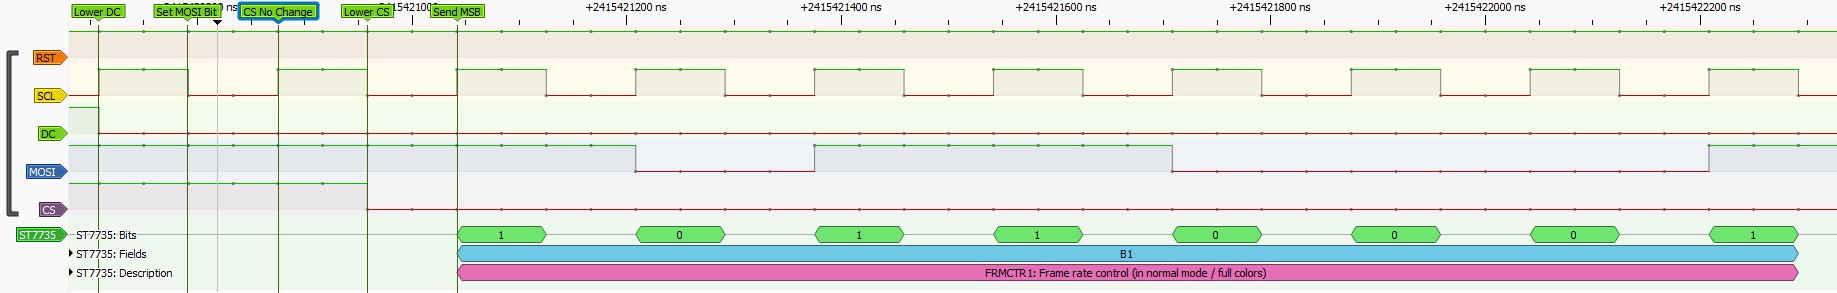 Lower DC Set MOSI Bit CS No Change Lower CS Send MSB
+2415421200 ns +2415421400 ns +2415421600 ns +2415421800 ns +2415422000 ns +2415422200 ns
RST
SCL
DC
MOSI
CS
ST7735 ST7735: Bits 1 0 1 1 0 0 0 1
ST7735: Fields B1
ST7735: Description FRMCTR1: Frame rate control (in normal mode / full colors)